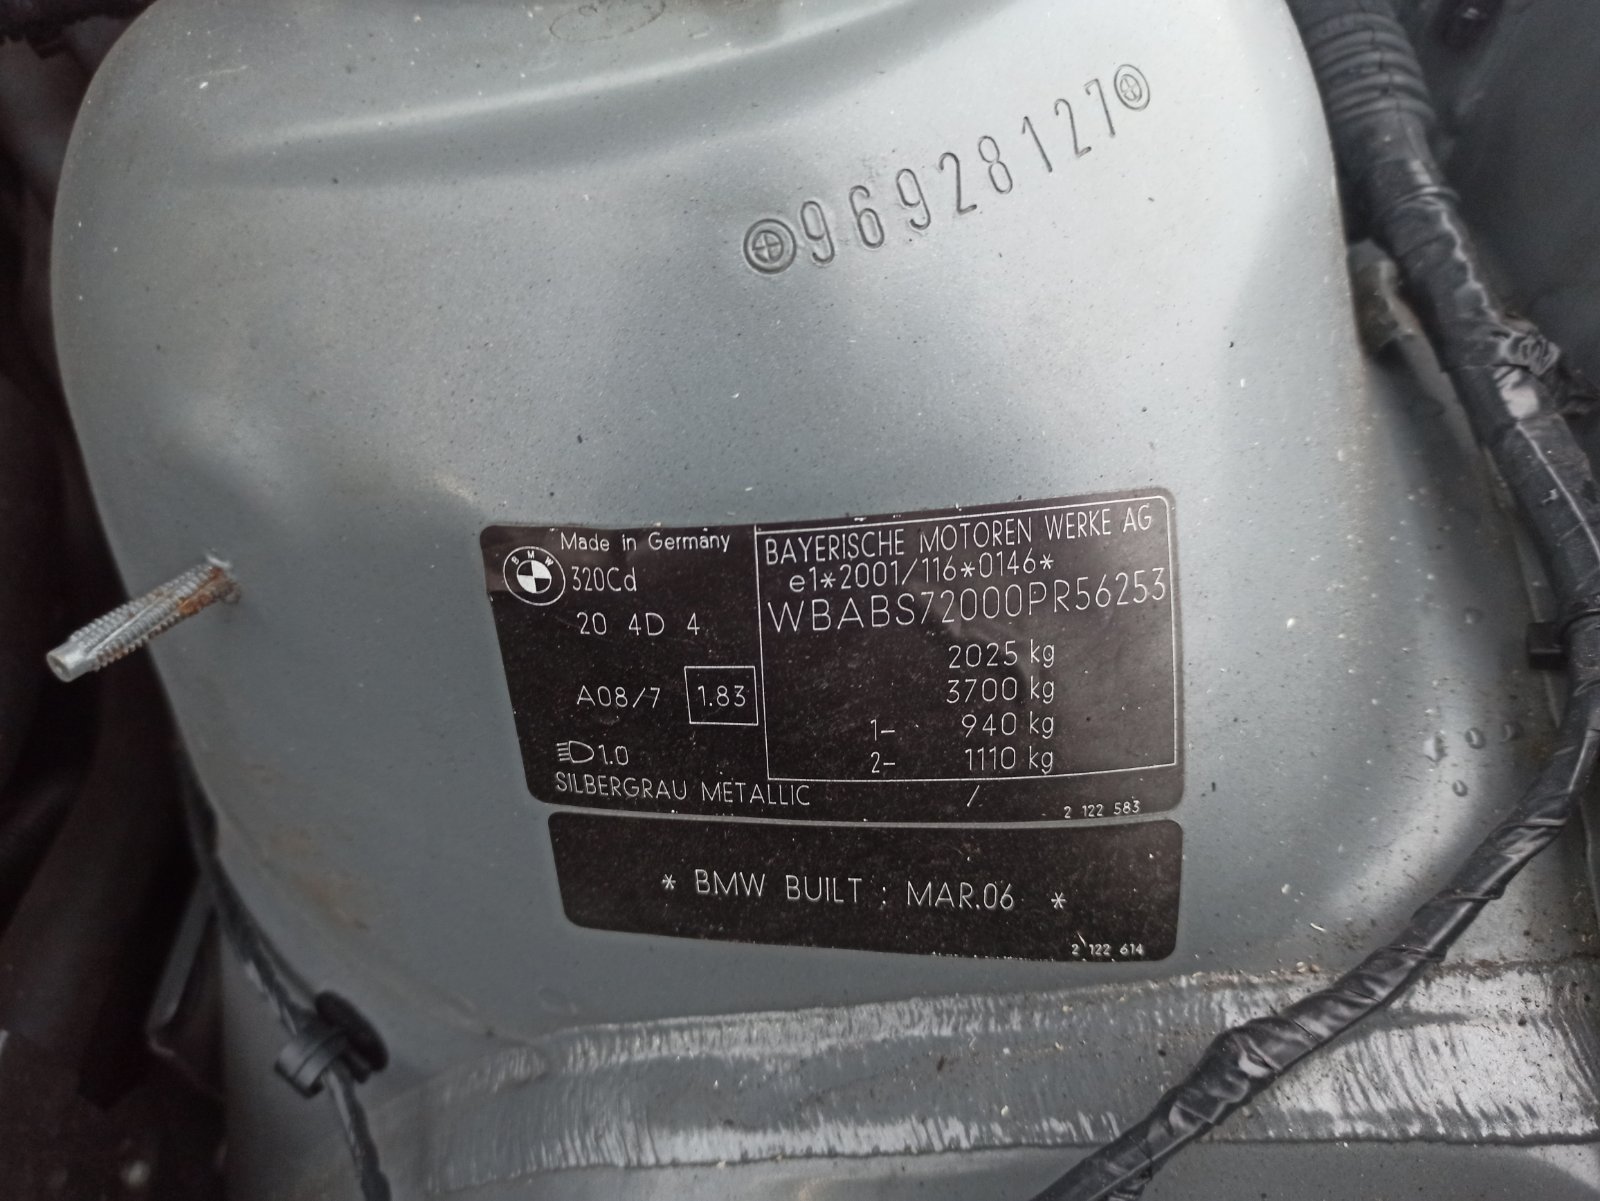 96928127
Made in Germany
BMW
320Cd
20 4D 4
A08/7 1.83
1.0
SILBERGRAU METALLIC
BAYERISCHE MOTOREN WERKE AG
e1*2001/116*0146*
WBABS72000PR56253
2025 kg
3700 kg
1- 940 kg
2- 1110 kg
/
2 122 583
* BMW BUILT : MAR.06 *
2 122 614